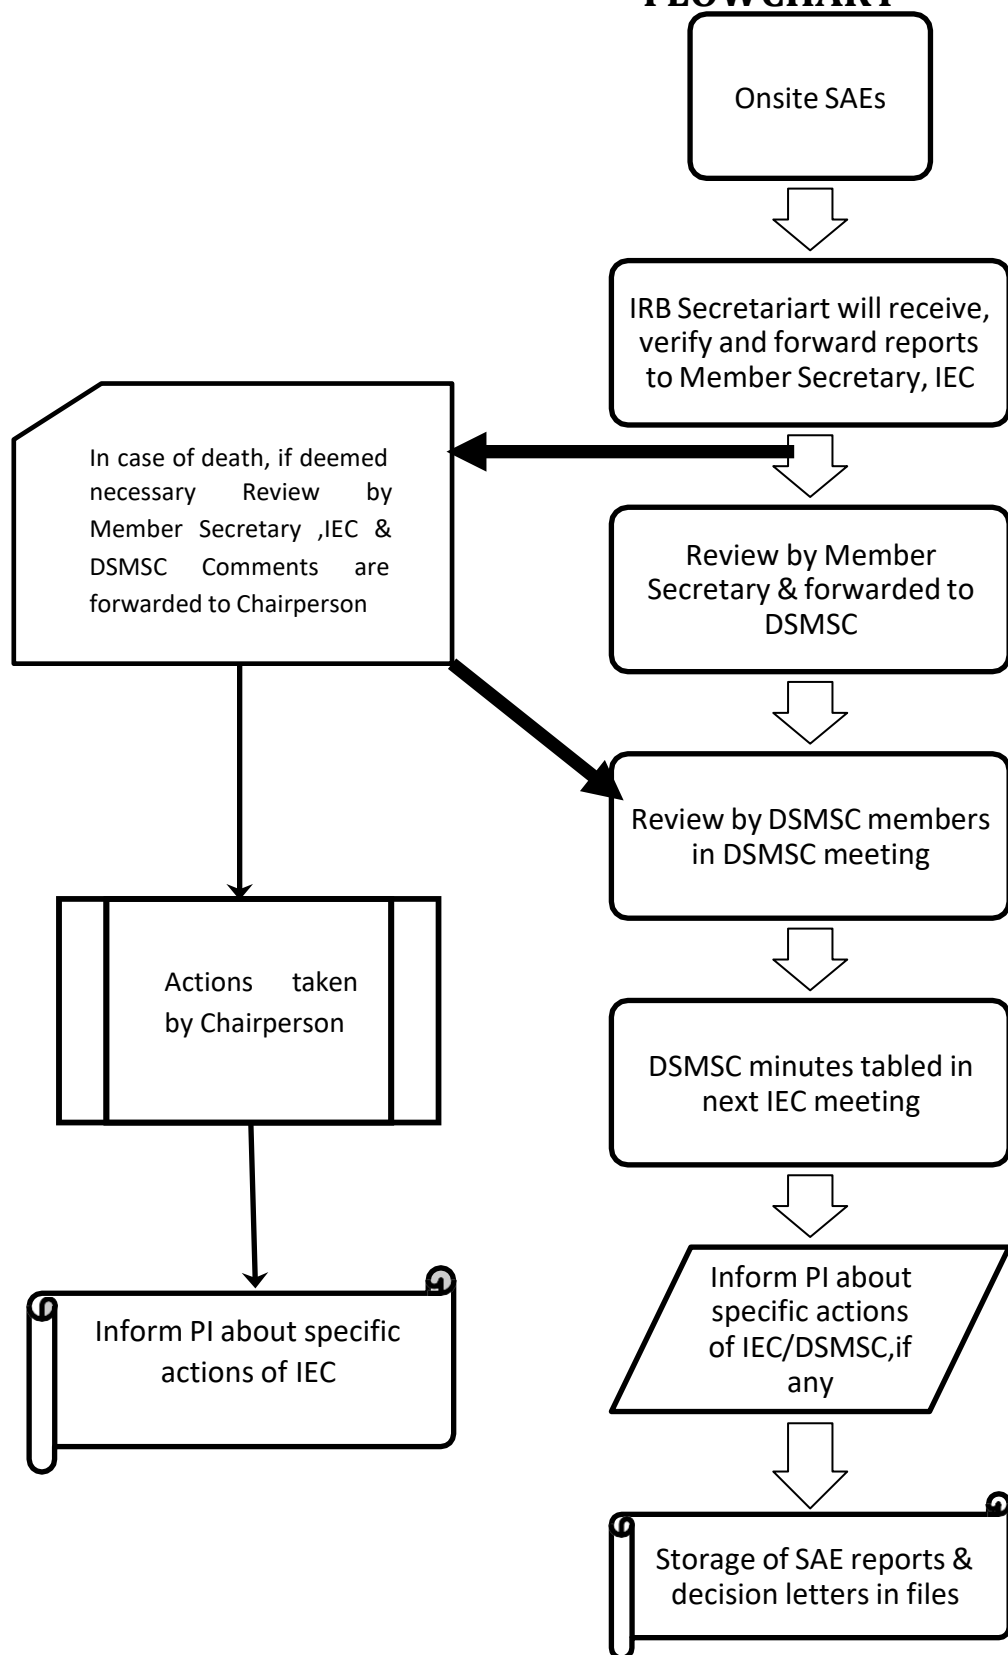 FLOWCHART
Onsite SAEs
IRB Secretariart will receive,
verify and forward reports
to Member Secretary, IEC
In case of death, if deemed
necessary Review by
Member Secretary ,IEC &
DSMSC Comments are
forwarded to Chairperson
Review by Member
Secretary & forwarded to
DSMSC
Review by DSMSC members
in DSMSC meeting
Actions taken
by Chairperson
DSMSC minutes tabled in
next IEC meeting
Inform PI about specific
actions of IEC
Inform PI about
specific actions
of IEC/DSMSC,if
any
Storage of SAE reports &
decision letters in files